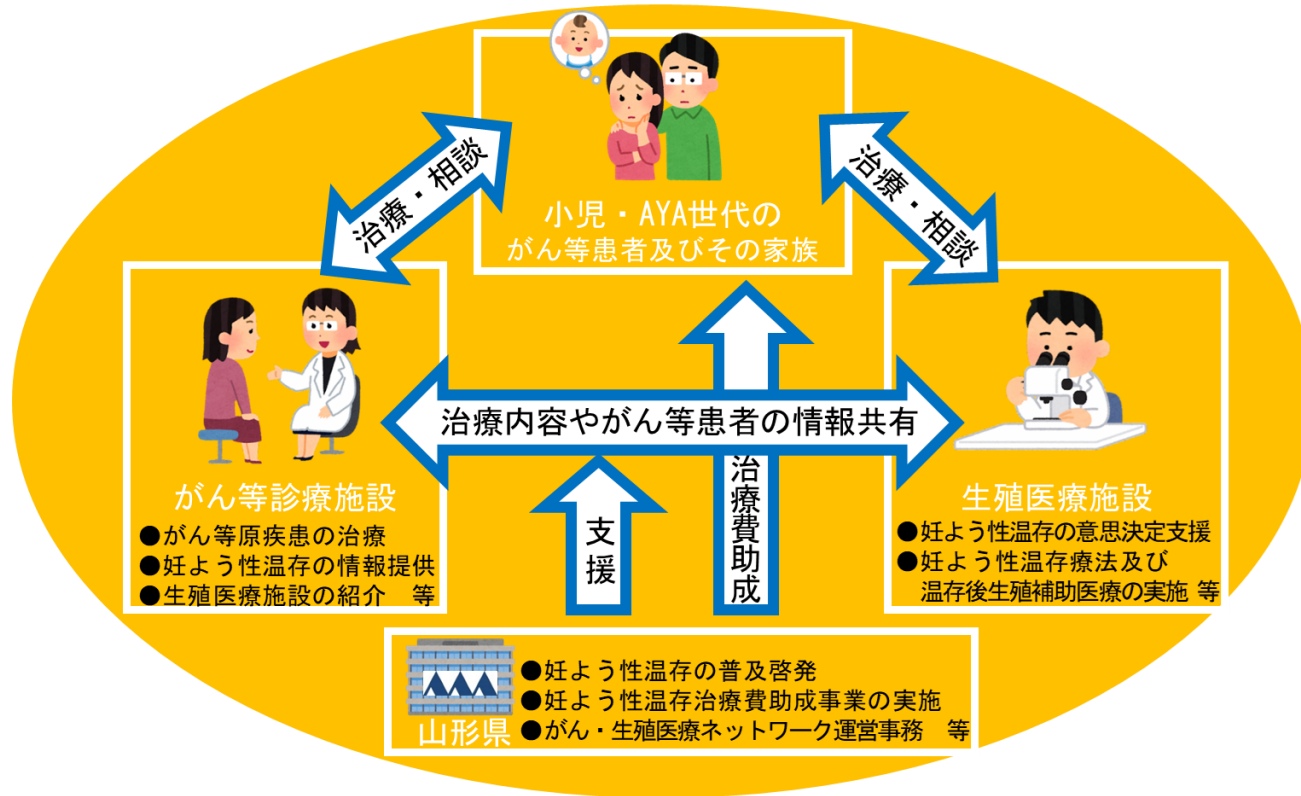 小児・AYA世代の
がん等患者及びその家族
治療・相談
治療・相談
治療内容やがん等患者の情報共有
がん等診療施設
●がん等原疾患の治療
●妊よう性温存の情報提供
●生殖医療施設の紹介　等
支援
治療費助成
生殖医療施設
●妊よう性温存の意思決定支援
●妊よう性温存療法及び
温存後生殖補助医療の実施 等
山形県
●妊よう性温存の普及啓発
●妊よう性温存治療費助成事業の実施
●がん・生殖医療ネットワーク運営事務　等